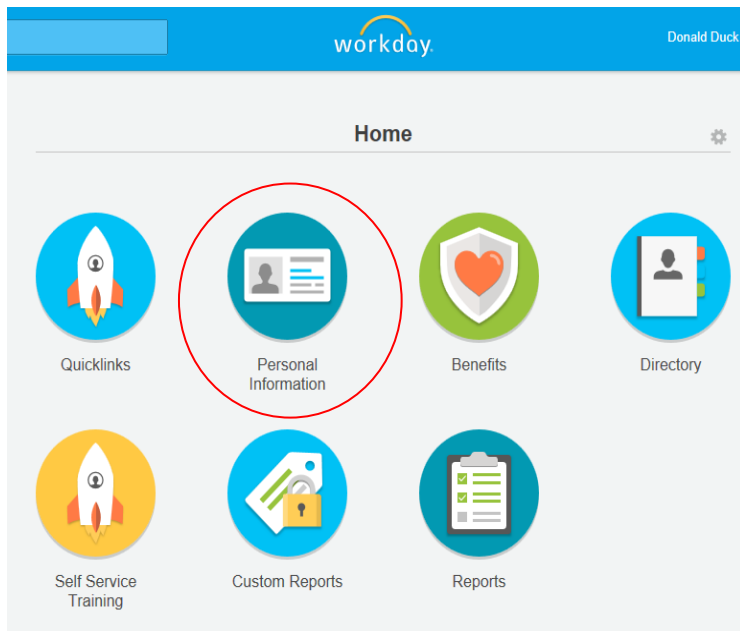 workday.
Donald Duck
Home
Quicklinks
Personal
Information
Benefits
Directory
Self Service
Training
Custom Reports
Reports